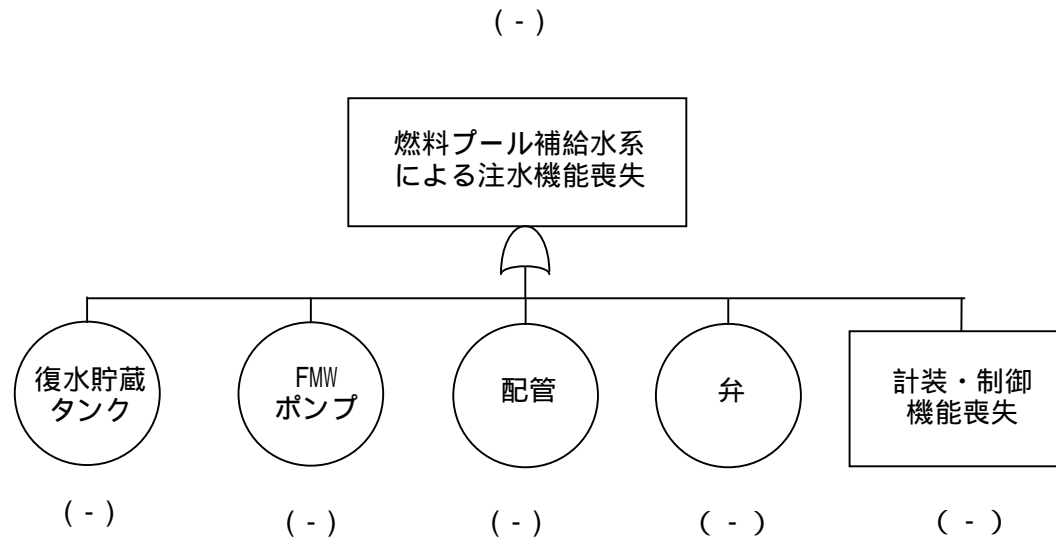 ( - )
燃料プール補給水系
による注水機能喪失
復水貯蔵
タンク
FMW
ポンプ
配管
弁
計装・制御
機能喪失
( - )
( - )
( - )
( - )
( - )